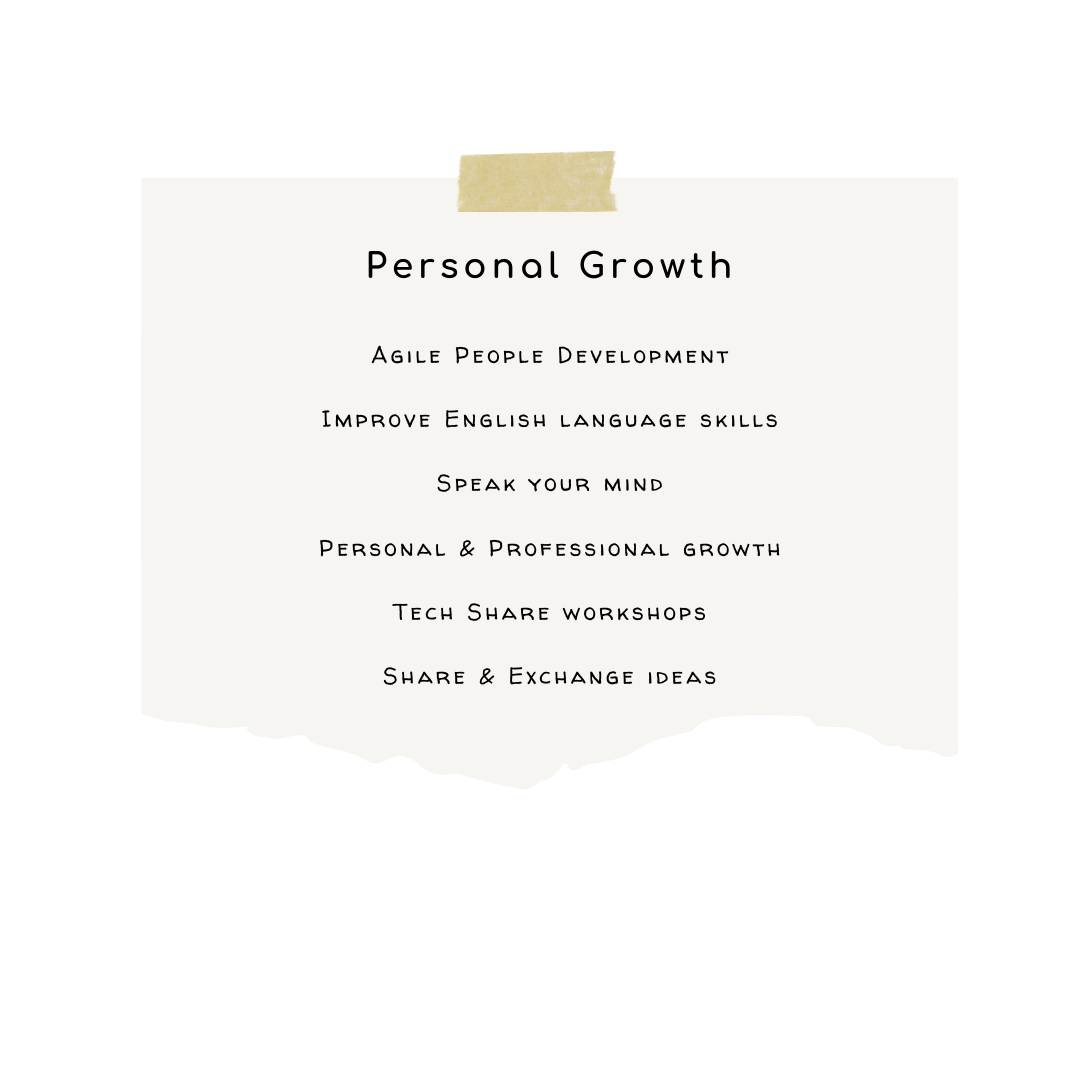 Personal Growth
Agile People Development
Improve English language skills
Speak your mind
Personal & Professional growth
Tech Share workshops
Share & Exchange ideas